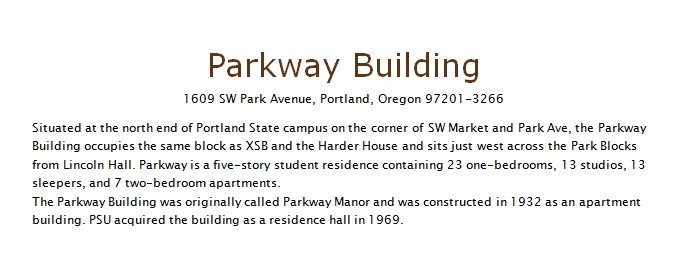 Parkway Building
1609 SW Park Avenue, Portland, Oregon 97201-3266
Situated at the north end of Portland State campus on the corner of SW Market and Park Ave, the Parkway
Building occupies the same block as XSB and the Harder House and sits just west across the Park Blocks
from Lincoln Hall. Parkway is a five-story student residence containing 23 one-bedrooms, 13 studios, 13
sleepers, and 7 two-bedroom apartments.
The Parkway Building was originally called Parkway Manor and was constructed in 1932 as an apartment
building. PSU acquired the building as a residence hall in 1969.